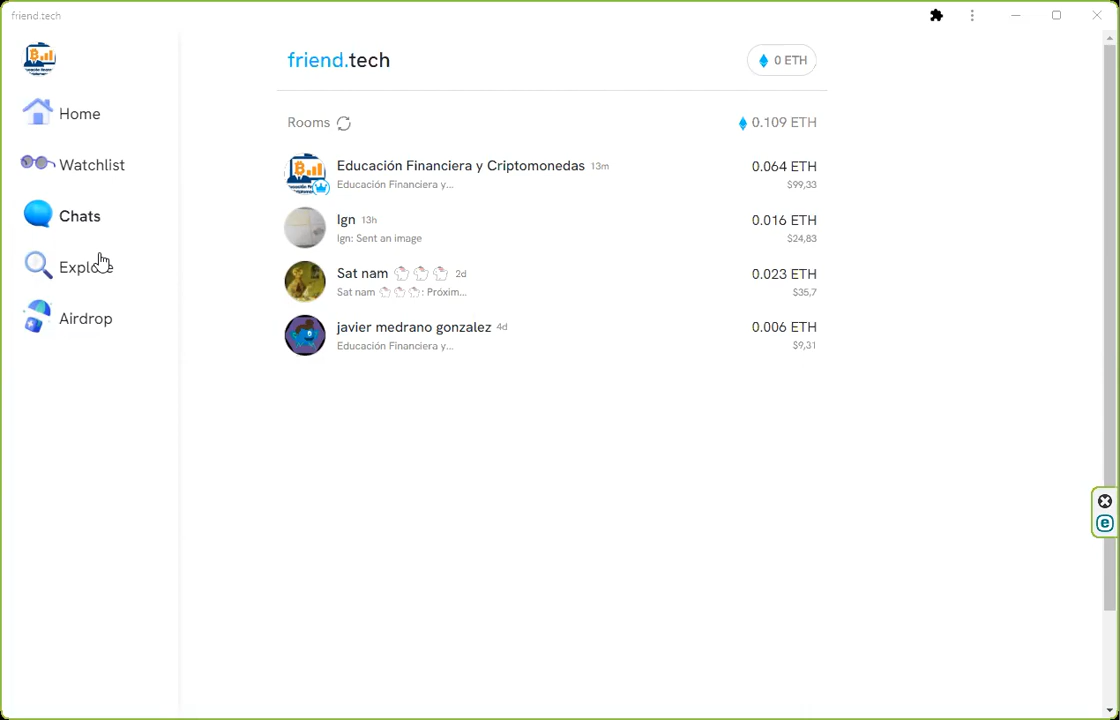 friend.tech
Home
Watchlist
Chats
Explore
Airdrop
friend.tech
0 ETH
Rooms
0.109 ETH
Educación Financiera y Criptomonedas 13m
0.064 ETH
Educación Financiera y...
$99,33
Ign 13h
0.016 ETH
Ign: Sent an image
$24,83
Sat nam 2d
0.023 ETH
Sat nam : Próxim...
$35,7
javier medrano gonzalez 4d
0.006 ETH
Educación Financiera y...
$9,31